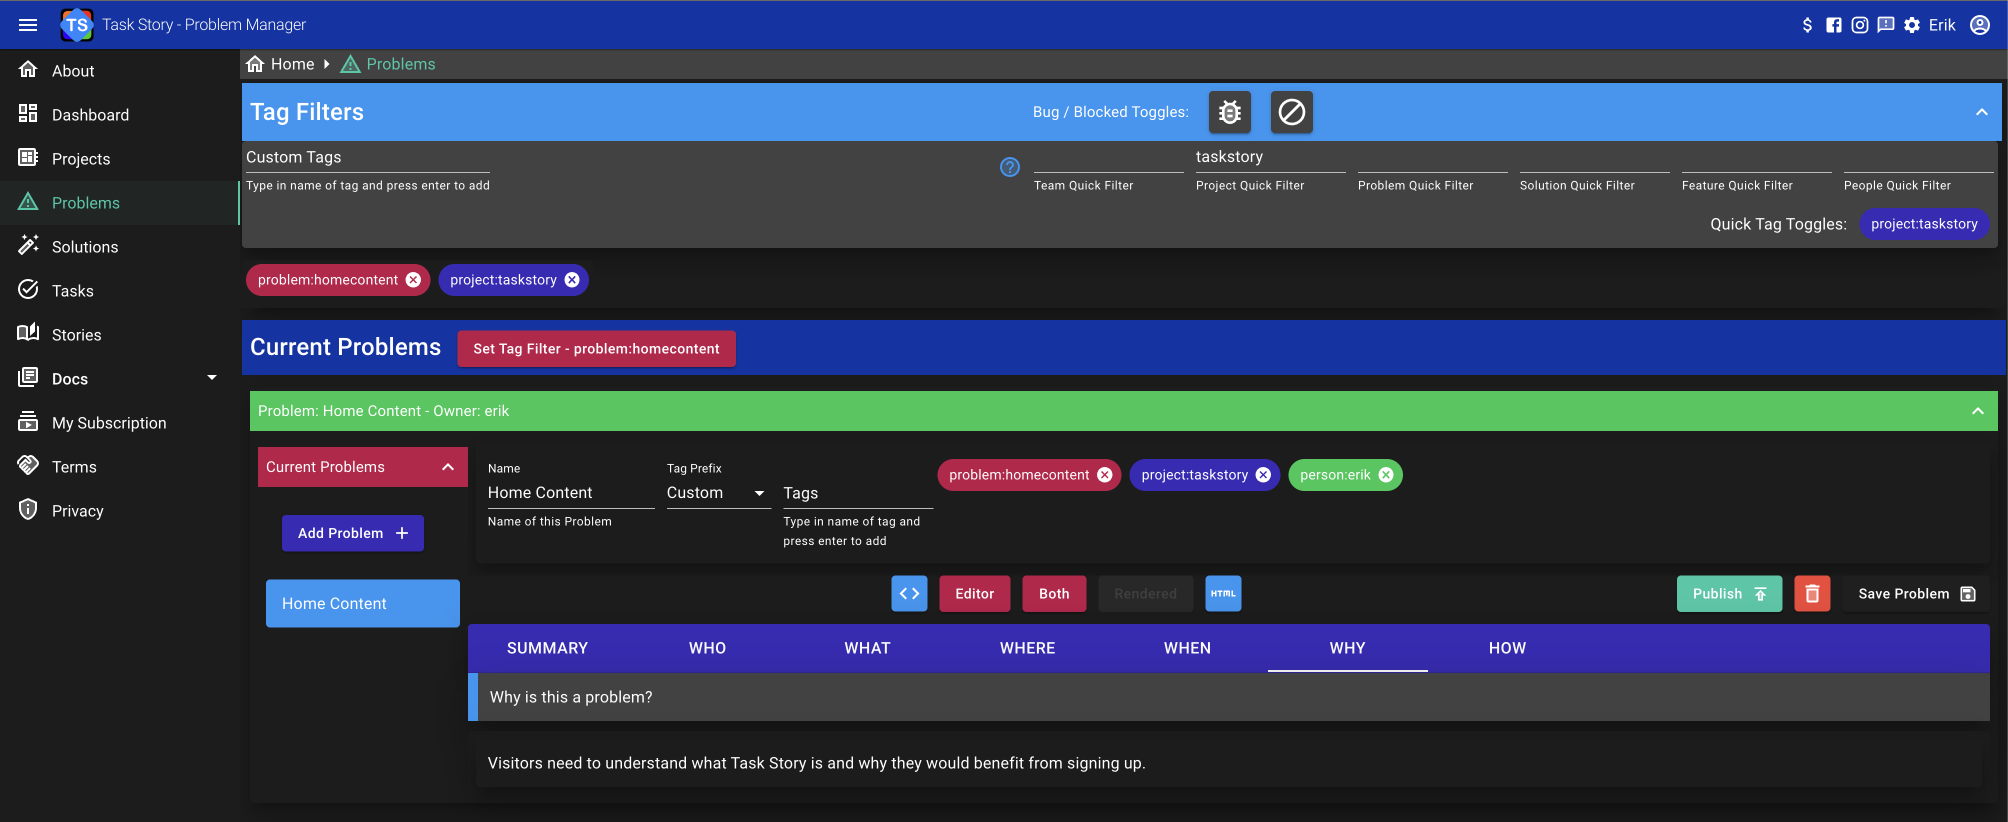 TS Task Story - Problem Manager
$ Erik
About
Dashboard
Projects
Problems
Solutions
Tasks
Stories
Docs
My Subscription
Terms
Privacy
Home Problems
Tag Filters
Bug / Blocked Toggles:
Custom Tags
Type in name of tag and press enter to add
?
Team Quick Filter
taskstory
Project Quick Filter
Problem Quick Filter
Solution Quick Filter
Feature Quick Filter
People Quick Filter
Quick Tag Toggles: project:taskstory
problem:homecontent project:taskstory
Current Problems Set Tag Filter - problem:homecontent
Problem: Home Content - Owner: erik
Current Problems
Add Problem +
Home Content
Name
Home Content
Name of this Problem
Tag Prefix
Custom
Tags
Type in name of tag and
press enter to add
problem:homecontent project:taskstory person:erik
<> Editor Both Rendered HTML Publish Save Problem
SUMMARY WHO WHAT WHERE WHEN WHY HOW
Why is this a problem?
Visitors need to understand what Task Story is and why they would benefit from signing up.